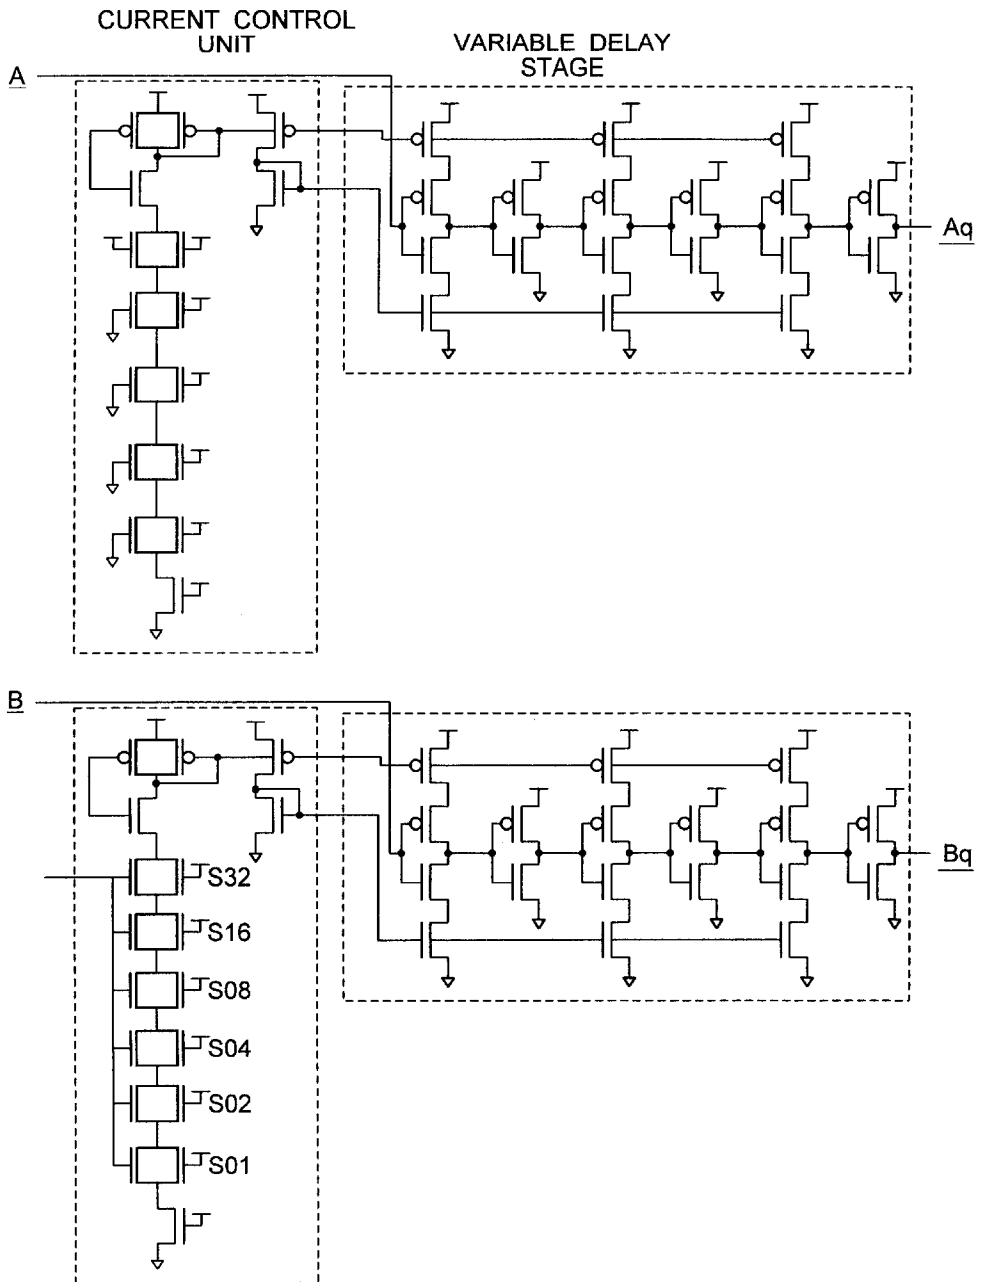 CURRENT CONTROL
UNIT
VARIABLE DELAY
STAGE
A
Aq
B
Bq
S32
S16
S08
S04
S02
S01